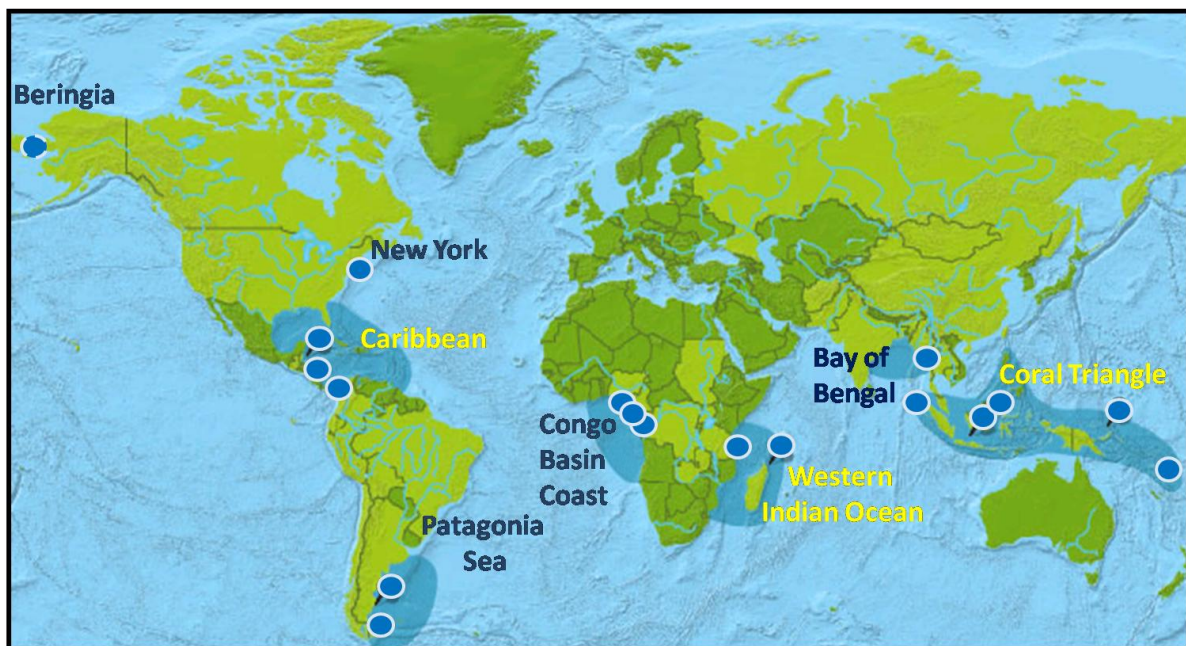 Beringia
New York
Caribbean
Bay of
Bengal
Coral Triangle
Congo
Basin
Coast
Western
Indian Ocean
Patagonia
Sea